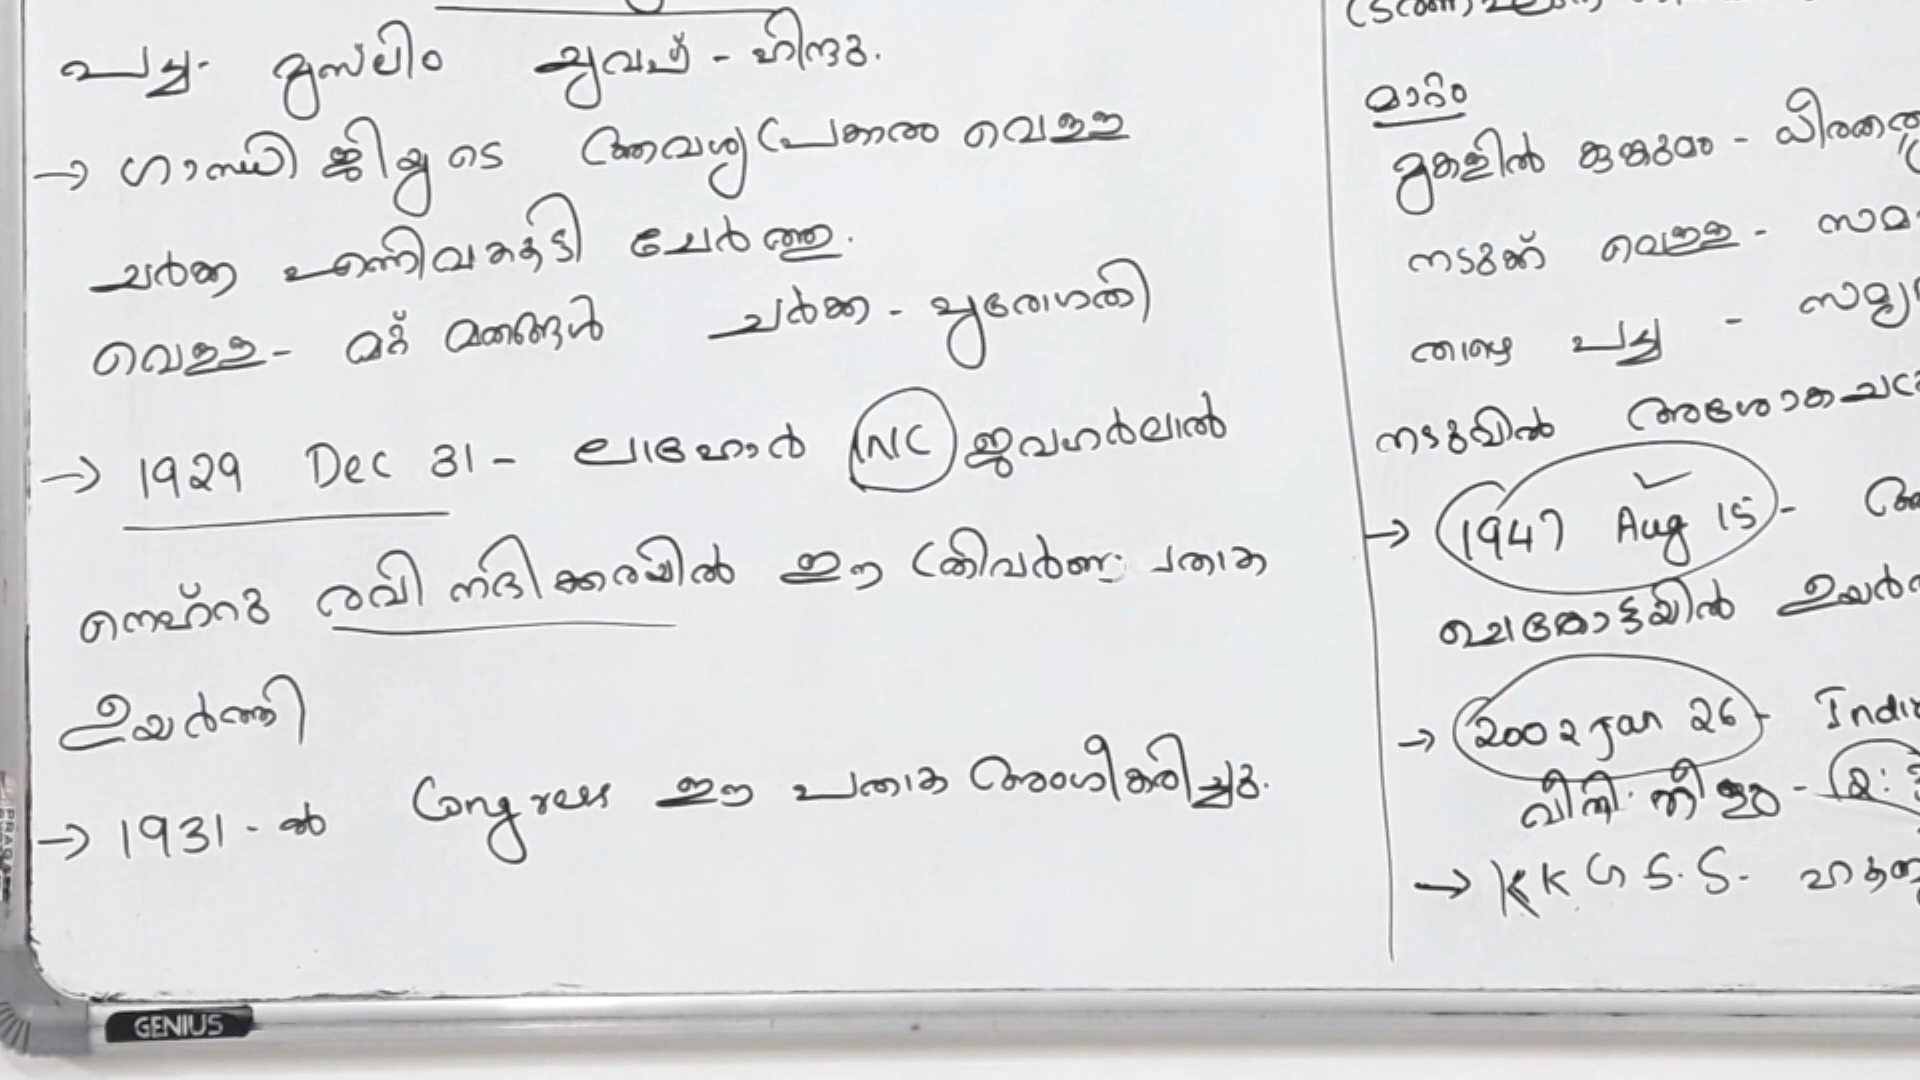 പച്ച - മുസ്ലിം ചുവപ്പ് - ഹിന്ദു.
→ ഗാന്ധിജിയുടെ ആവശ്യപ്രകാരം വെള്ള
ചർക്ക എന്നിവകൂടി ചേർത്തു.
വെള്ള - മറ്റ് മതങ്ങൾ ചർക്ക - പുരോഗതി
→ 1929 Dec 31 - ലാഹോർ INC ജവഹർലാൽ
നെഹ്റു രവി നദിക്കരയിൽ ഈ ത്രിവർണ പതാക
ഉയർത്തി
→ 1931 - ൽ Congress ഈ പതാക അംഗീകരിച്ചു.
മാറ്റം
മുകളിൽ കുങ്കുമം -
നടുക്ക് വെള്ള -
താഴെ പച്ച -
നടുവിൽ
→ 1947 Aug 15 -
ചെങ്കോട്ടയിൽ
→ 2002 Jan 26 -
വീതി നീളം -
→ KKGSS.
GENIUS